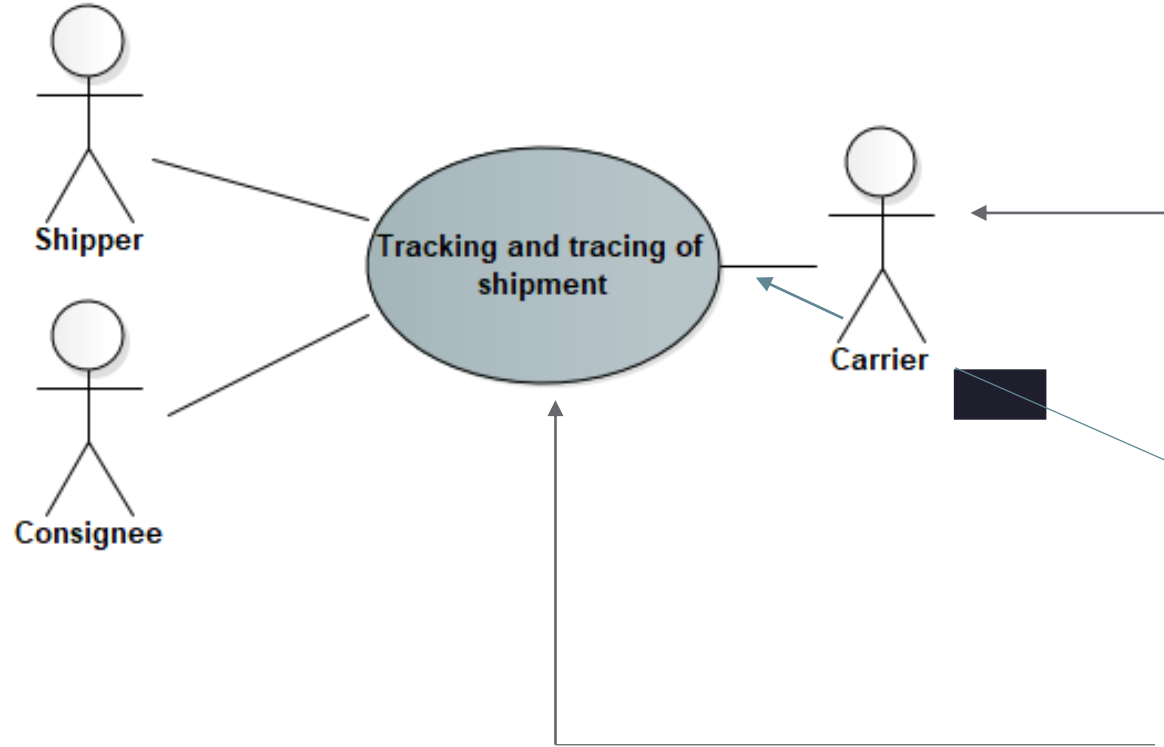 Shipper
Tracking and tracing of
shipment
Carrier
Consignee